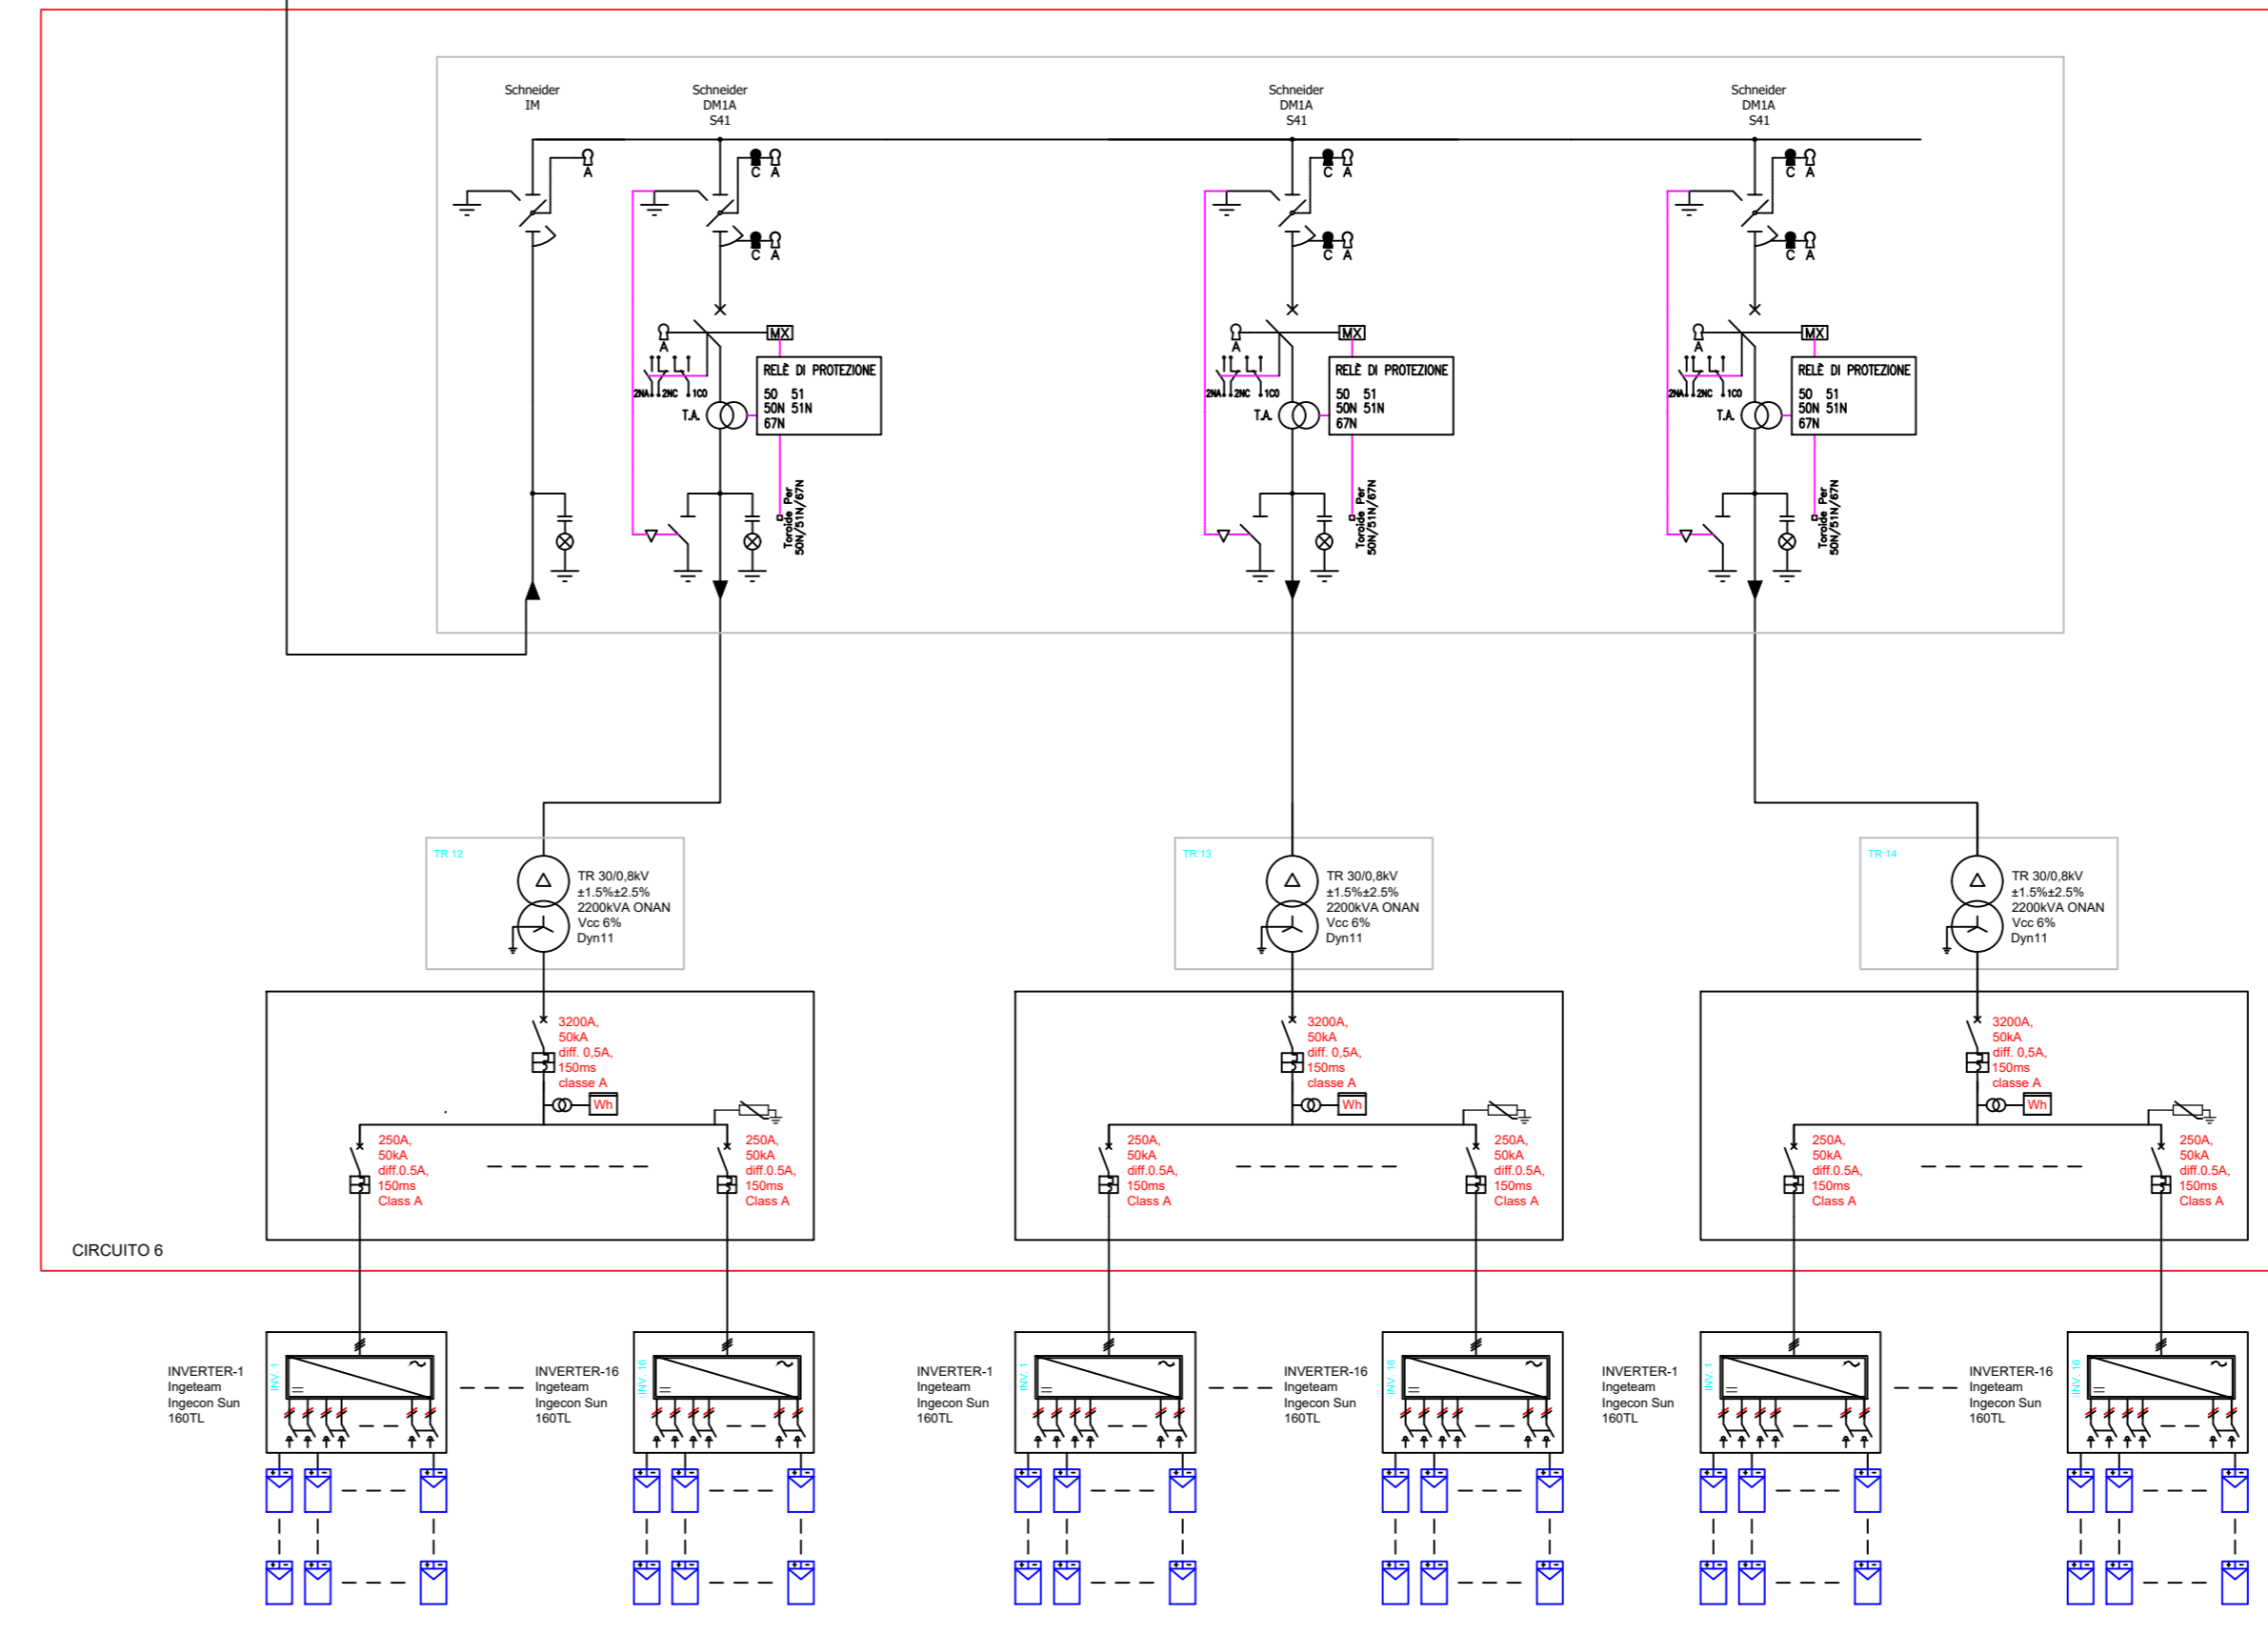 Schneider
IM
Schneider
DM1A
S41
Schneider
DM1A
S41
Schneider
DM1A
S41
A
C A
C A
C A
C A
C A
C A
A
MX
A
MX
A
MX
RELÈ DI PROTEZIONE
50 51
50N 51N
67N
RELÈ DI PROTEZIONE
50 51
50N 51N
67N
RELÈ DI PROTEZIONE
50 51
50N 51N
67N
2NA 2NC 1CO
2NA 2NC 1CO
2NA 2NC 1CO
T.A.
T.A.
T.A.
Toroide Per
50N/51N/67N
Toroide Per
50N/51N/67N
Toroide Per
50N/51N/67N
TR 12
TR 30/0,8kV
±1.5%±2.5%
2200kVA ONAN
Vcc 6%
Dyn11
TR 13
TR 30/0,8kV
±1.5%±2.5%
2200kVA ONAN
Vcc 6%
Dyn11
TR 14
TR 30/0,8kV
±1.5%±2.5%
2200kVA ONAN
Vcc 6%
Dyn11
3200A,
50kA
diff. 0,5A,
150ms
classe A
Wh
3200A,
50kA
diff. 0,5A,
150ms
classe A
Wh
3200A,
50kA
diff. 0,5A,
150ms
classe A
Wh
250A,
50kA
diff.0.5A,
150ms
Class A
250A,
50kA
diff.0.5A,
150ms
Class A
250A,
50kA
diff.0.5A,
150ms
Class A
250A,
50kA
diff.0.5A,
150ms
Class A
250A,
50kA
diff.0.5A,
150ms
Class A
250A,
50kA
diff.0.5A,
150ms
Class A
CIRCUITO 6
INVERTER-1
Ingeteam
Ingecon Sun
160TL
INV. 1
INVERTER-16
Ingeteam
Ingecon Sun
160TL
INV. 16
INVERTER-1
Ingeteam
Ingecon Sun
160TL
INV. 1
INVERTER-16
Ingeteam
Ingecon Sun
160TL
INV. 16
INVERTER-1
Ingeteam
Ingecon Sun
160TL
INV. 1
INVERTER-16
Ingeteam
Ingecon Sun
160TL
INV. 16